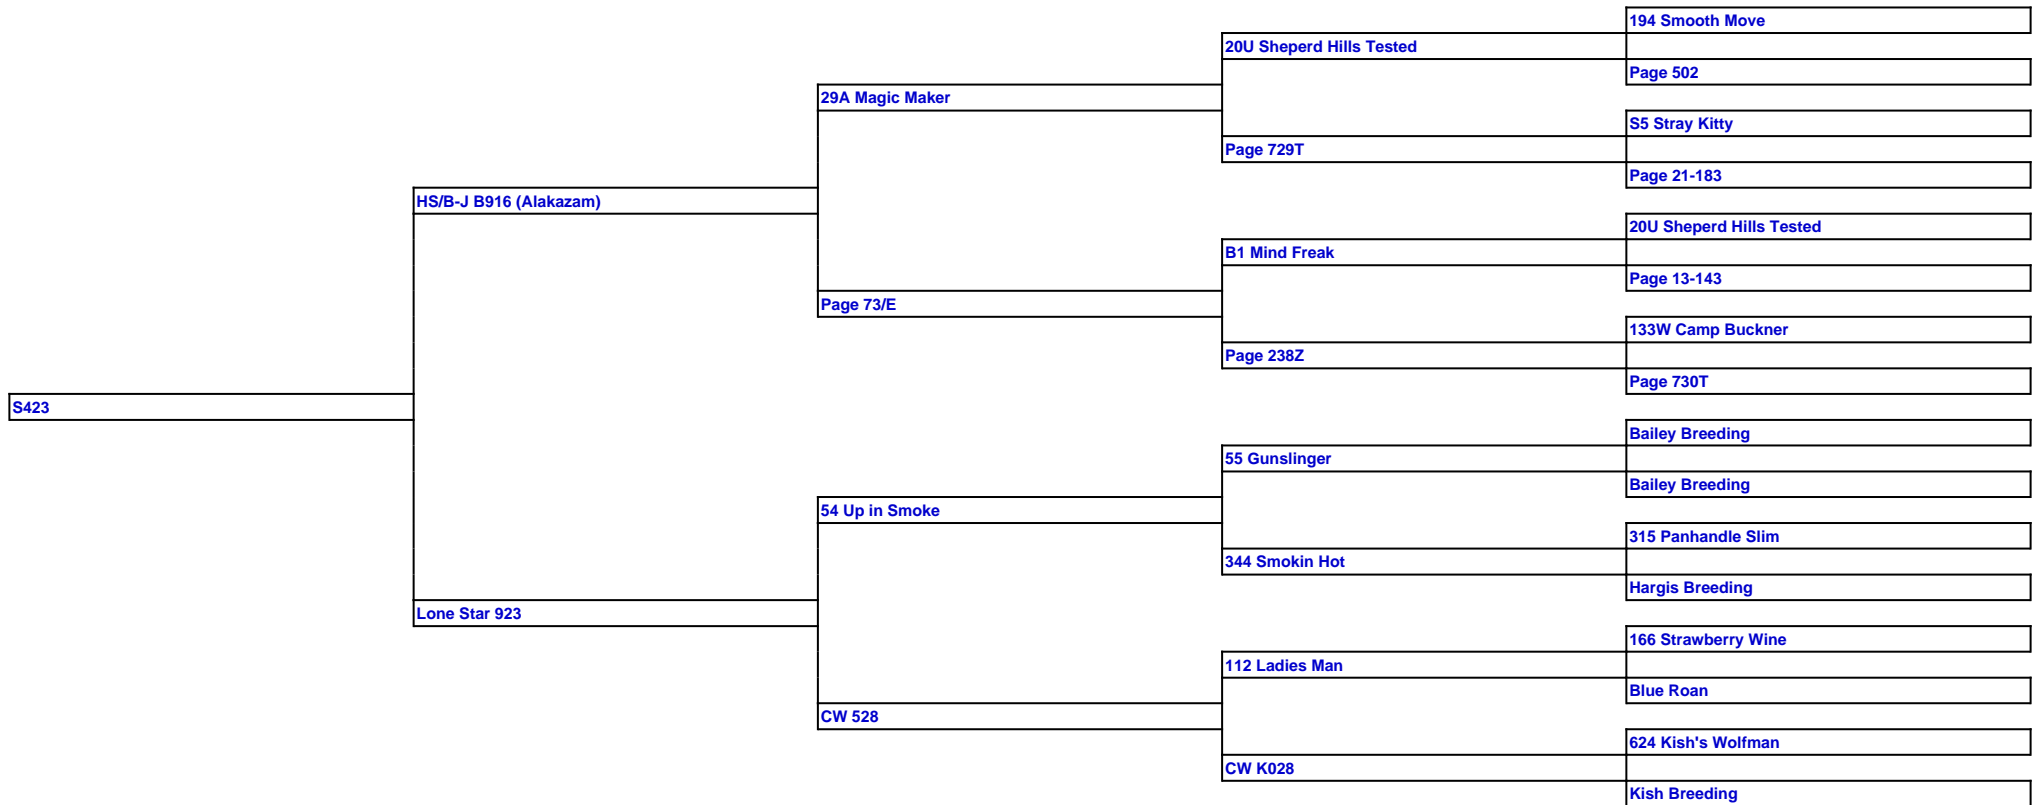 194 Smooth Move
20U Sheperd Hills Tested
Page 502
29A Magic Maker
S5 Stray Kitty
Page 729T
Page 21-183
HS/B-J B916 (Alakazam)
20U Sheperd Hills Tested
B1 Mind Freak
Page 13-143
Page 73/E
133W Camp Buckner
Page 238Z
Page 730T
S423
Bailey Breeding
55 Gunslinger
Bailey Breeding
54 Up in Smoke
315 Panhandle Slim
344 Smokin Hot
Hargis Breeding
Lone Star 923
166 Strawberry Wine
112 Ladies Man
Blue Roan
CW 528
624 Kish's Wolfman
CW K028
Kish Breeding